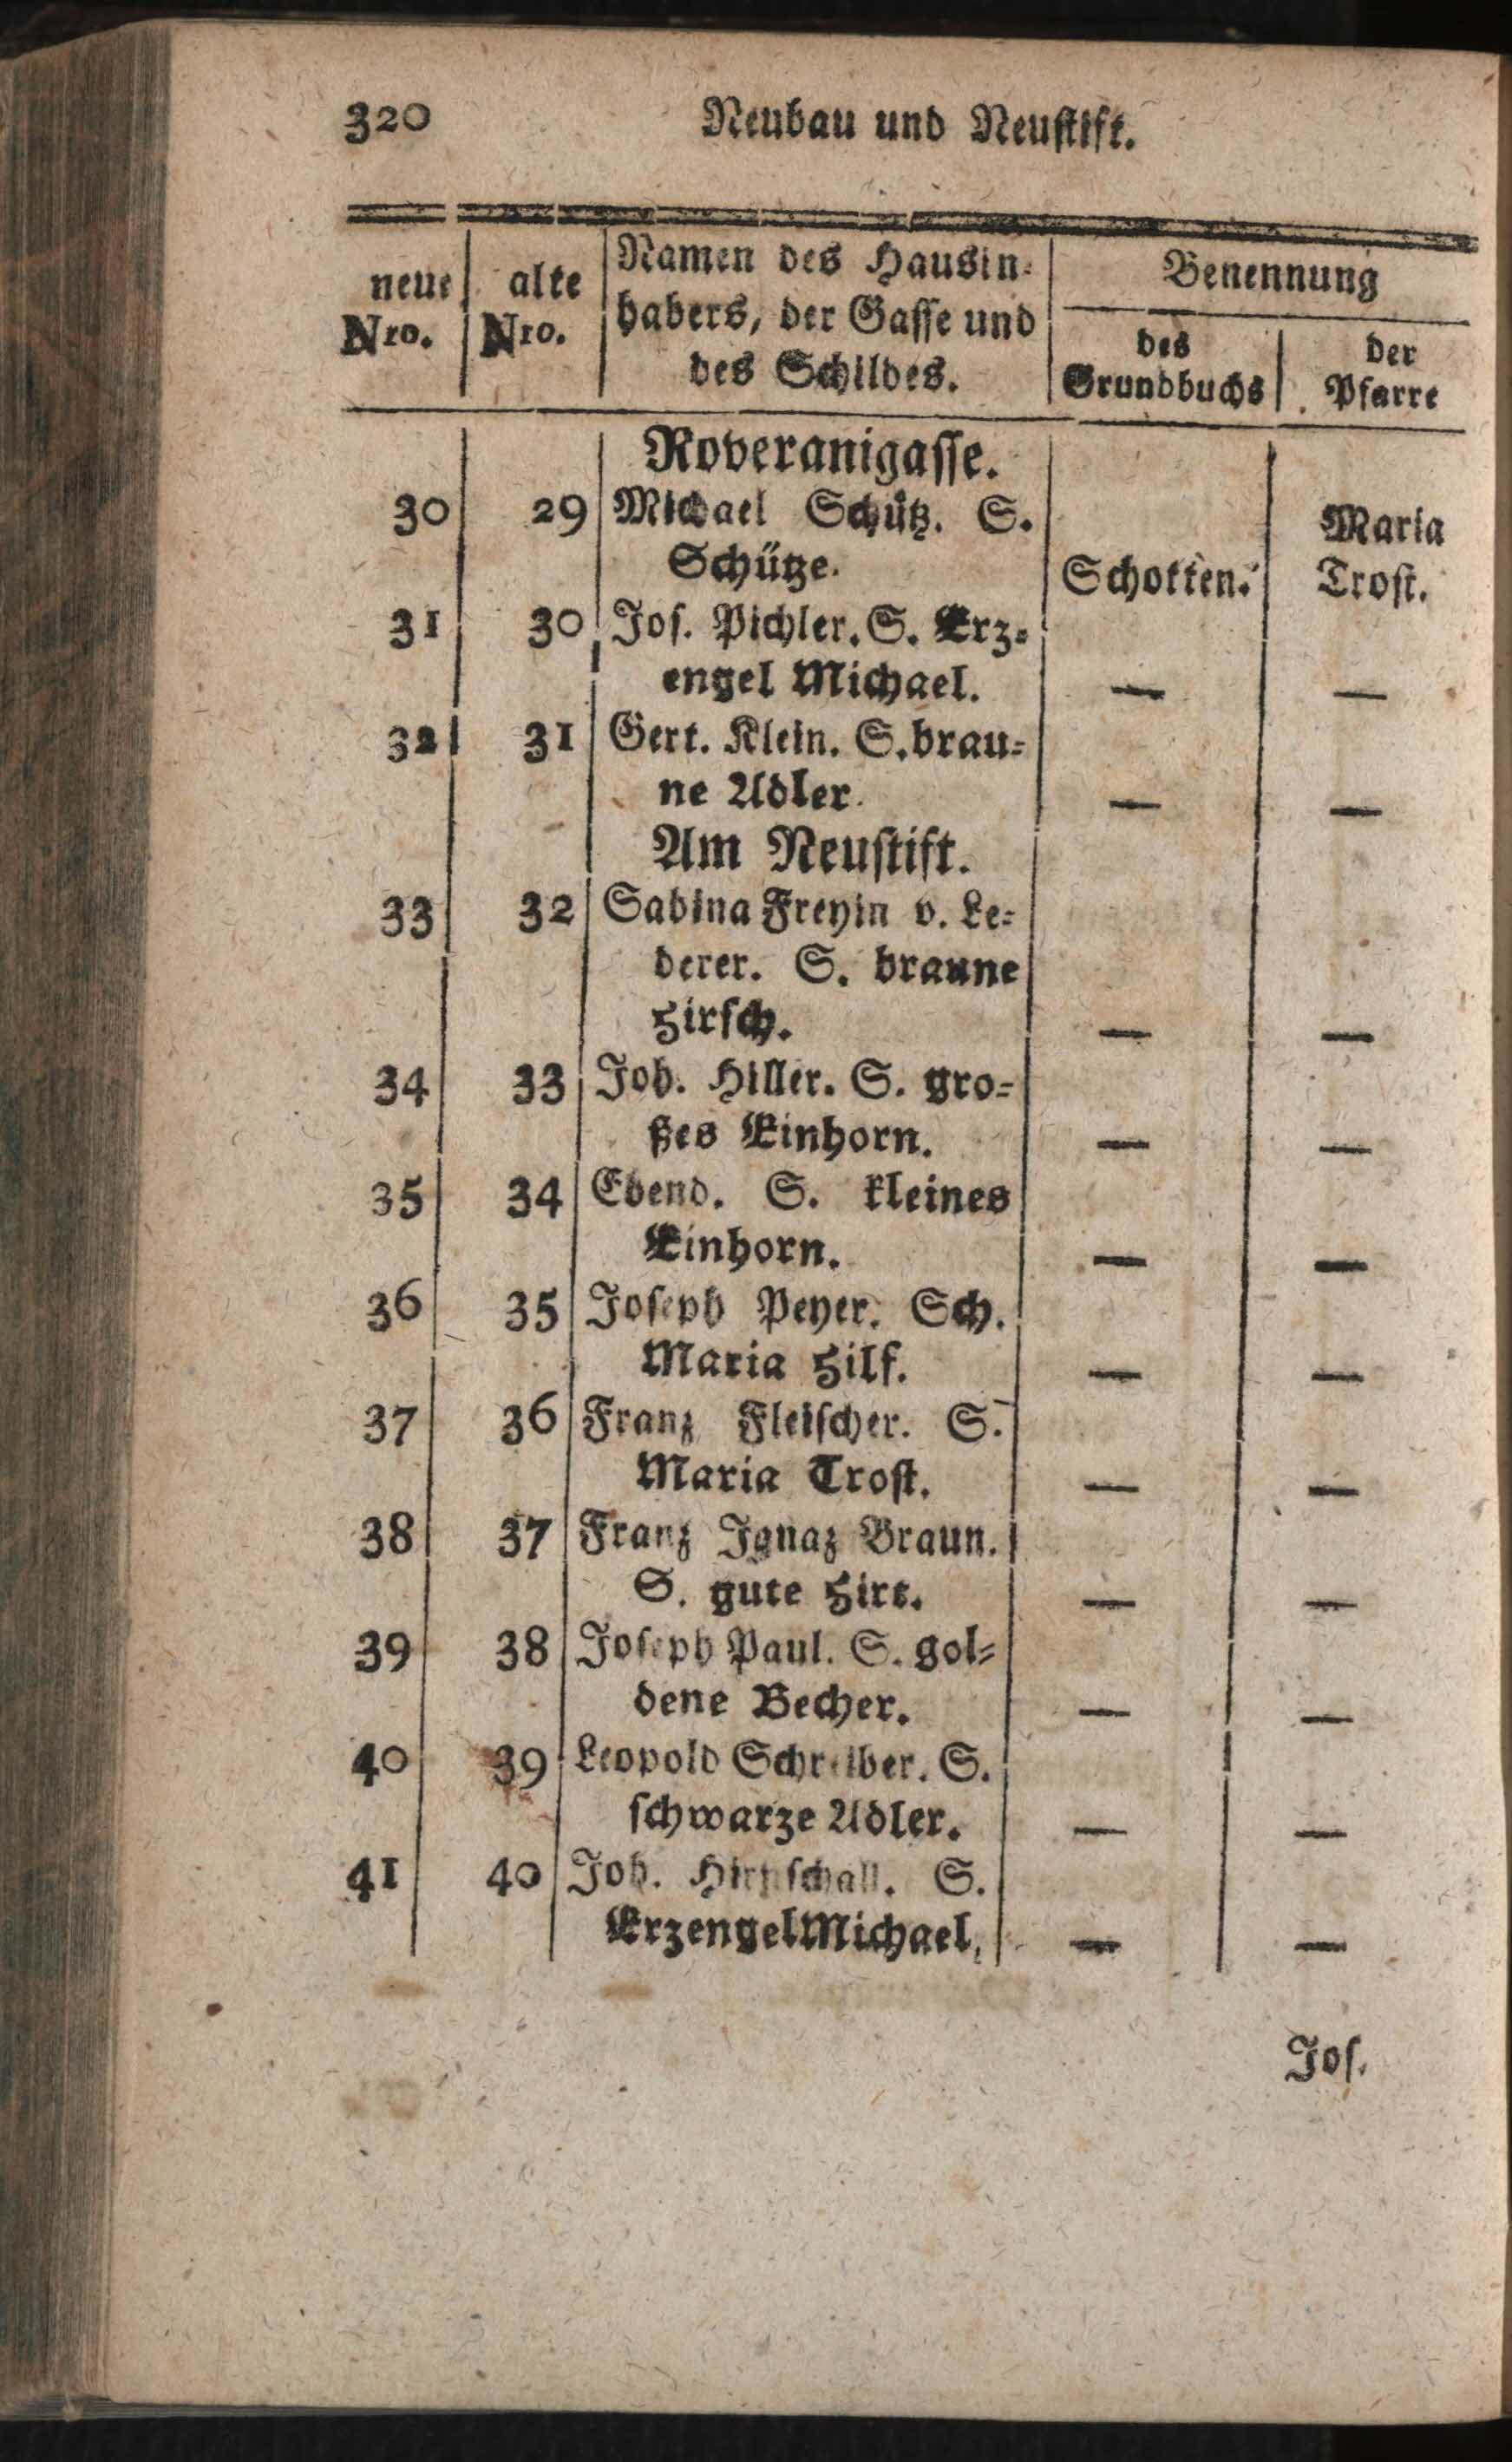 320 Neubau und Neustift.
neue Nro. | alte Nro. | Namen des Hausin-
habers, der Gasse und
des Schildes. | Benennung
des Grundbuchs | der Pfarre
Roveranigasse.
30 29 Michael Schütz. S. Maria
Schütze. Schotten. Trost.
31 30 Jos. Pichler. S. Erz-
engel Michael. — —
32 31 Gert. Klein. S. brau-
ne Adler. — —
Am Neustift.
33 32 Sabina Freyin v. Le-
derer. S. braune
Hirsch. — —
34 33 Joh. Hiller. S. gro-
ßes Einhorn. — —
35 34 Ebend. S. kleines
Einhorn. — —
36 35 Joseph Peyer. Sch.
Maria Hilf. — —
37 36 Franz Fleischer. S.
Maria Trost. — —
38 37 Franz Ignaz Braun.
S. gute Hirt. — —
39 38 Joseph Paul. S. gol-
dene Becher. — —
40 39 Leopold Schreiber. S.
schwarze Adler. — —
41 40 Joh. S.
Erzengel Michael. — —
Jos.